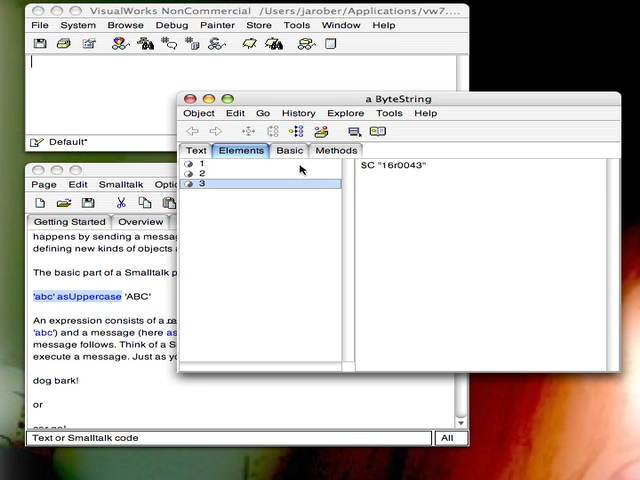 VisualWorks NonCommercial /Users/jarober/Applications/vw7....
File System Browse Debug Painter Store Tools Window Help
Default*
a ByteString
Object Edit Go History Explore Tools Help
Text Elements Basic Methods
1
2
3
$C "16r0043"
Page Edit Smalltalk
Getting Started Overview
happens by sending a
defining new kinds of objects
The basic part of a Smalltalk
'abc' asUppercase 'ABC'
An expression consists of a
'abc') and a message (here
message follows. Think of a
execute a message. Just as
dog bark!
or
Text or Smalltalk code
All